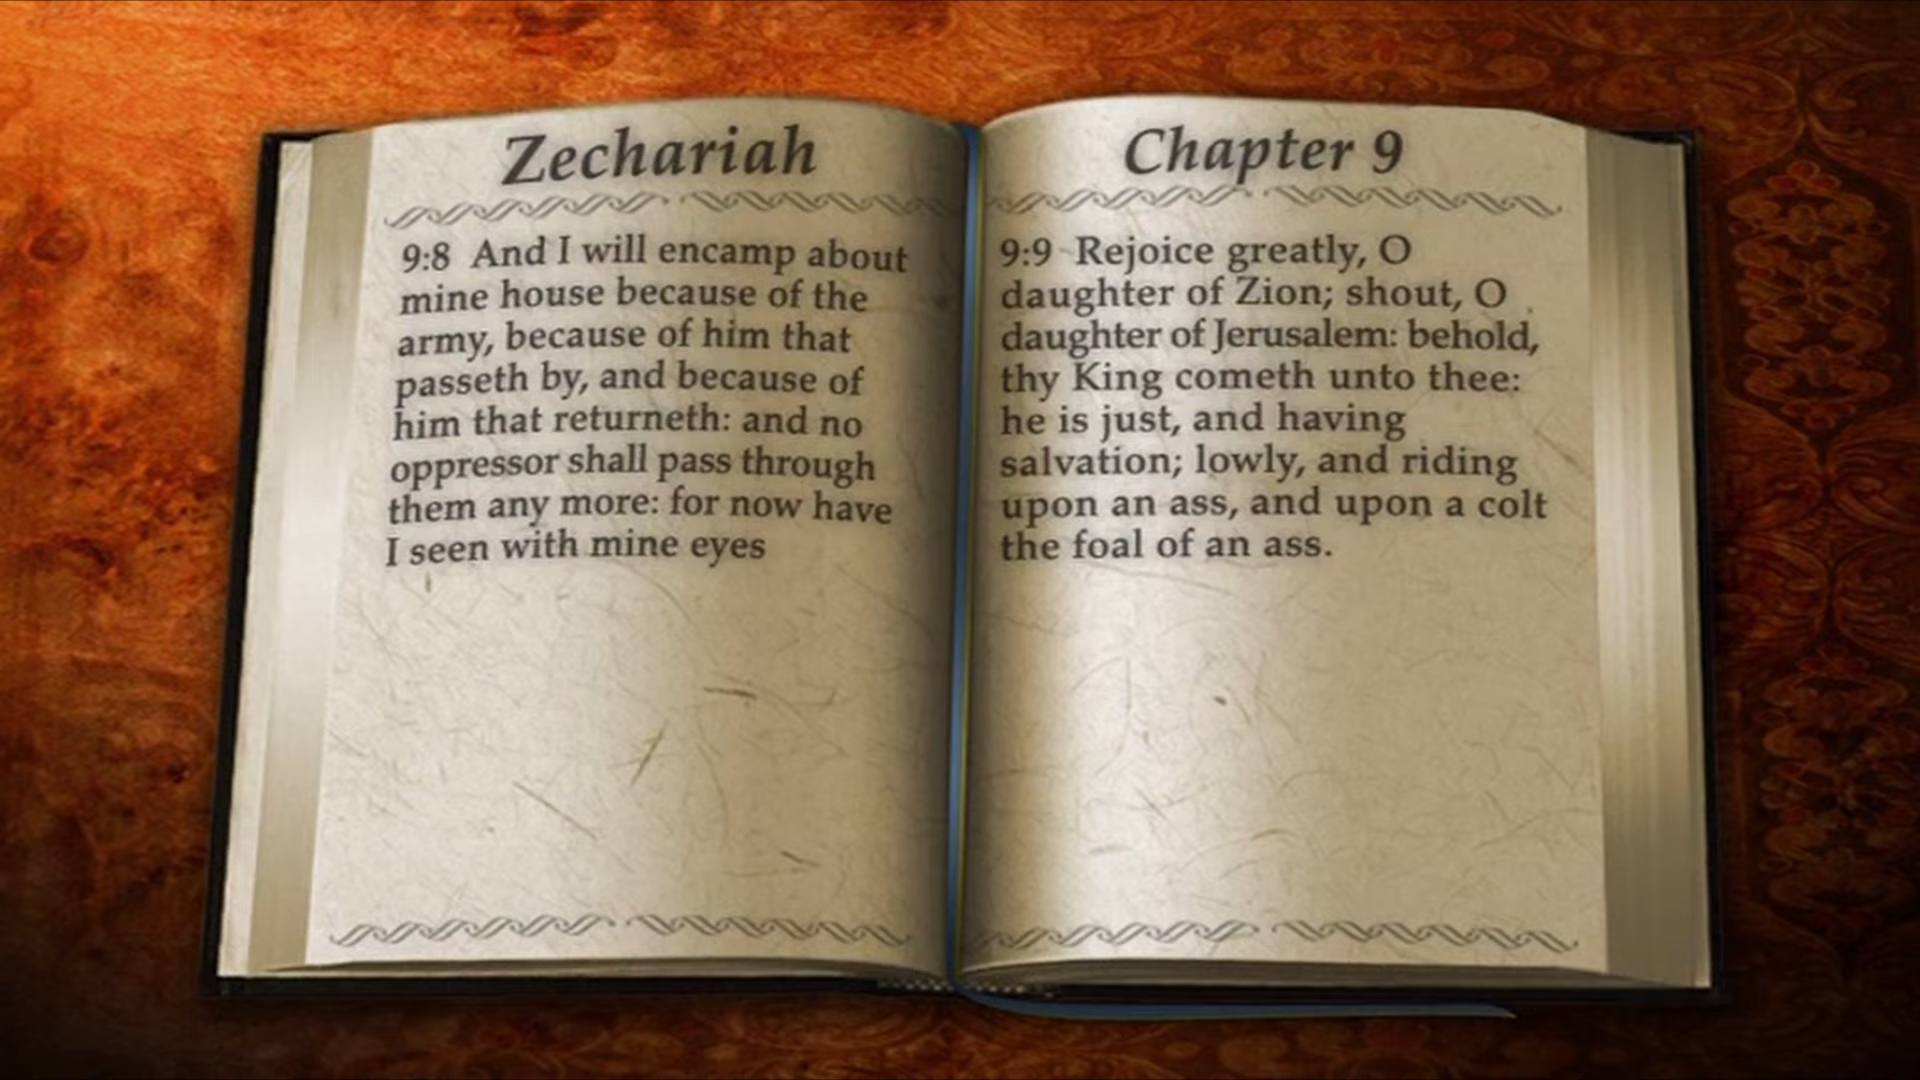 Zechariah
9:8 And I will encamp about
mine house because of the
army, because of him that
passeth by, and because of
him that returneth: and no
oppressor shall pass through
them any more: for now have
I seen with mine eyes
Chapter 9
9:9 Rejoice greatly, O
daughter of Zion; shout, O
daughter of Jerusalem: behold,
thy King cometh unto thee:
he is just, and having
salvation; lowly, and riding
upon an ass, and upon a colt
the foal of an ass.